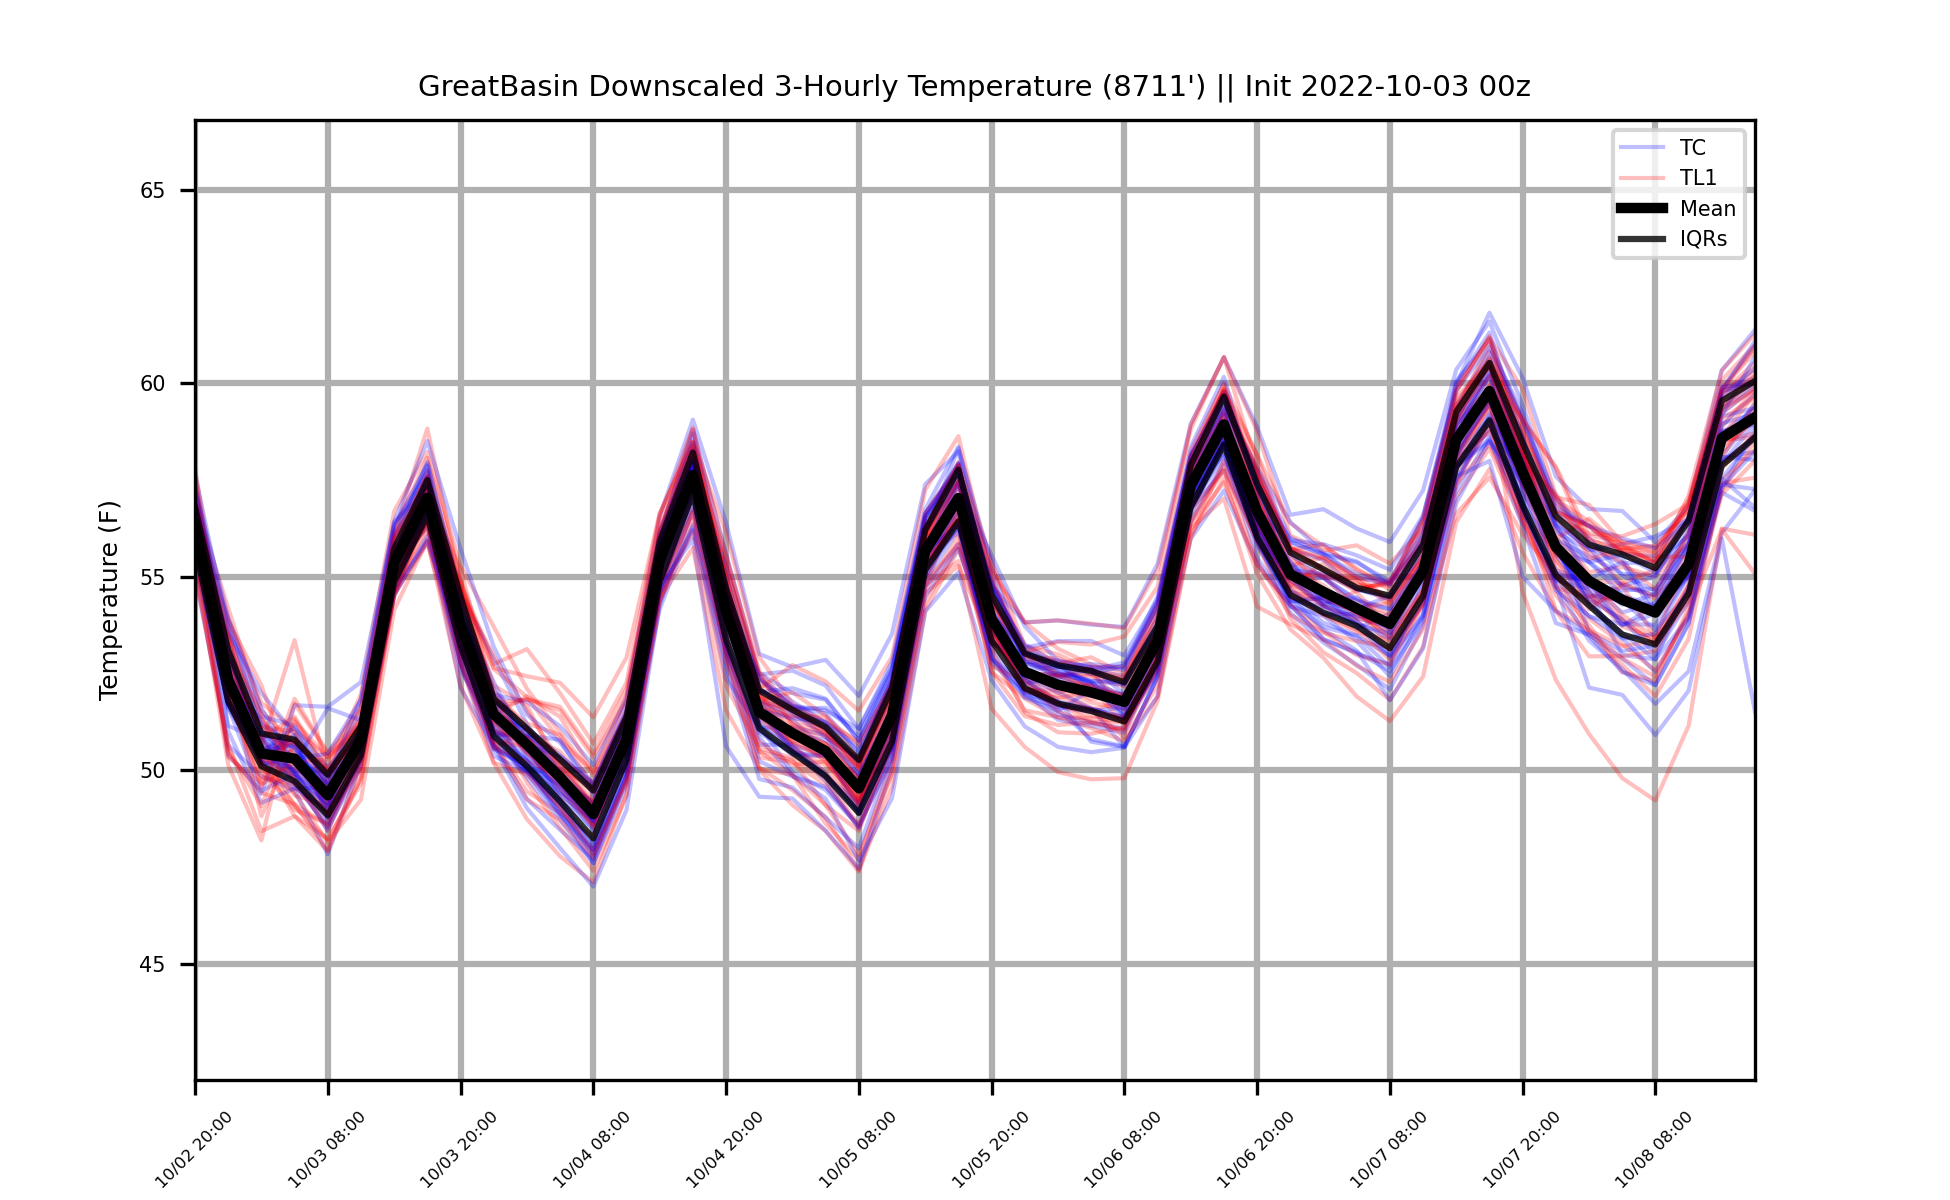 GreatBasin Downscaled 3-Hourly Temperature (8711') || Init 2022-10-03 00z
TC
TL1
Mean
IQRs
Temperature (F)
65
60
55
50
45
10/02 20:00
10/03 08:00
10/03 20:00
10/04 08:00
10/04 20:00
10/05 08:00
10/05 20:00
10/06 08:00
10/06 20:00
10/07 08:00
10/07 20:00
10/08 08:00